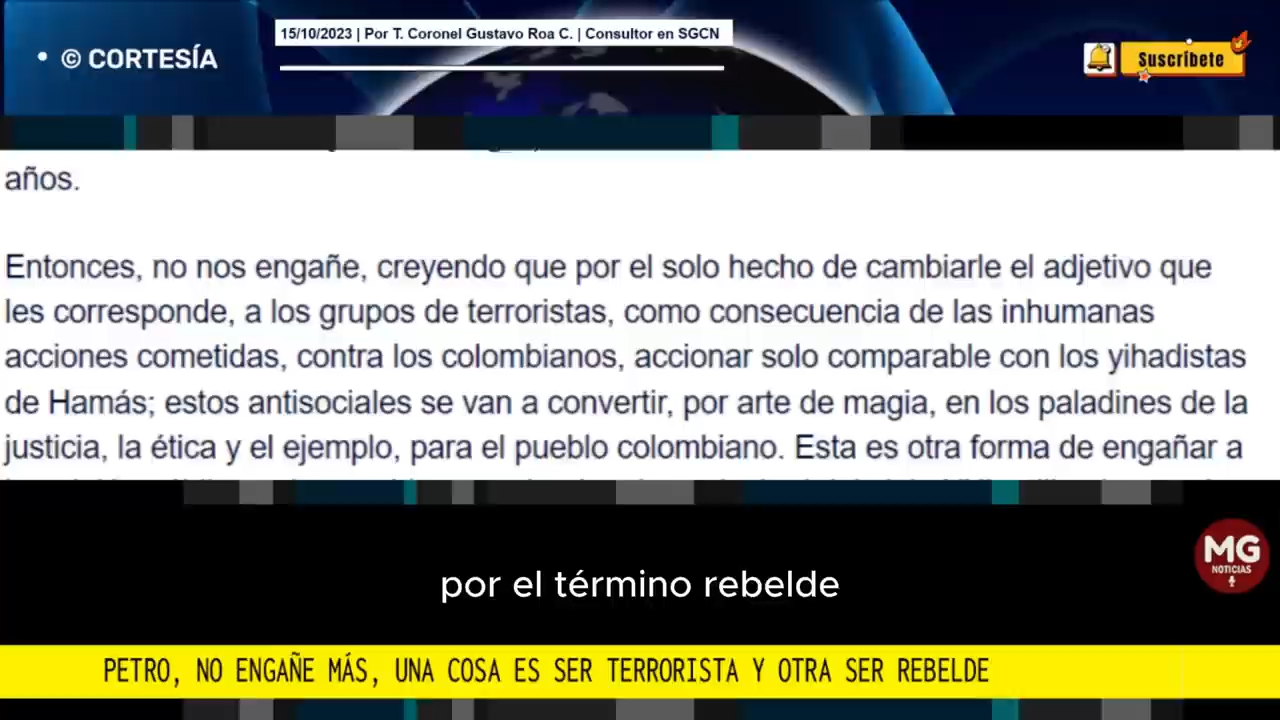 15/10/2023 | Por T. Coronel Gustavo Roa C. | Consultor en SGCN
• © CORTESÍA
Suscríbete
años.
Entonces, no nos engañe, creyendo que por el solo hecho de cambiarle el adjetivo que
les corresponde, a los grupos de terroristas, como consecuencia de las inhumanas
acciones cometidas, contra los colombianos, accionar solo comparable con los yihadistas
de Hamás; estos antisociales se van a convertir, por arte de magia, en los paladines de la
justicia, la ética y el ejemplo, para el pueblo colombiano. Esta es otra forma de engañar a
por el término rebelde
MG
NOTICIAS
PETRO, NO ENGAÑE MÁS, UNA COSA ES SER TERRORISTA Y OTRA SER REBELDE